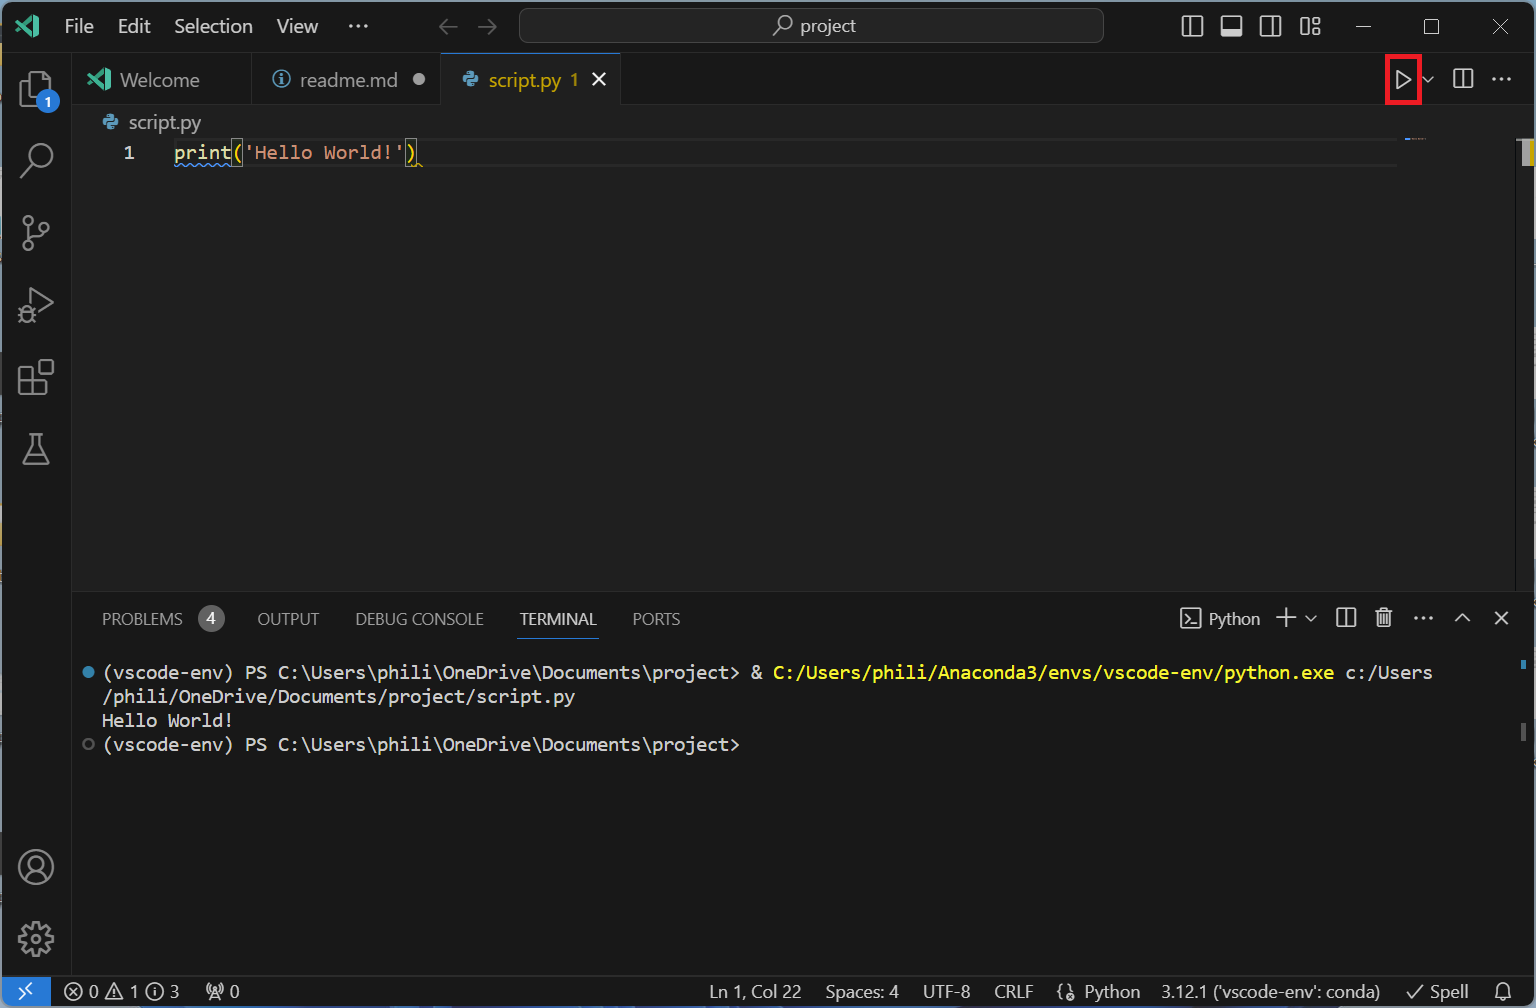 File Edit Selection View ··· project
1
Welcome readme.md script.py 1
script.py
1 print('Hello World!')
PROBLEMS 4 OUTPUT DEBUG CONSOLE TERMINAL PORTS Python
(vscode-env) PS C:\Users\phili\OneDrive\Documents\project> & C:/Users/phili/Anaconda3/envs/vscode-env/python.exe c:/Users
/phili/OneDrive/Documents/project/script.py
Hello World!
(vscode-env) PS C:\Users\phili\OneDrive\Documents\project>
0 1 3 0 Ln 1, Col 22 Spaces: 4 UTF-8 CRLF Python 3.12.1 ('vscode-env': conda) Spell